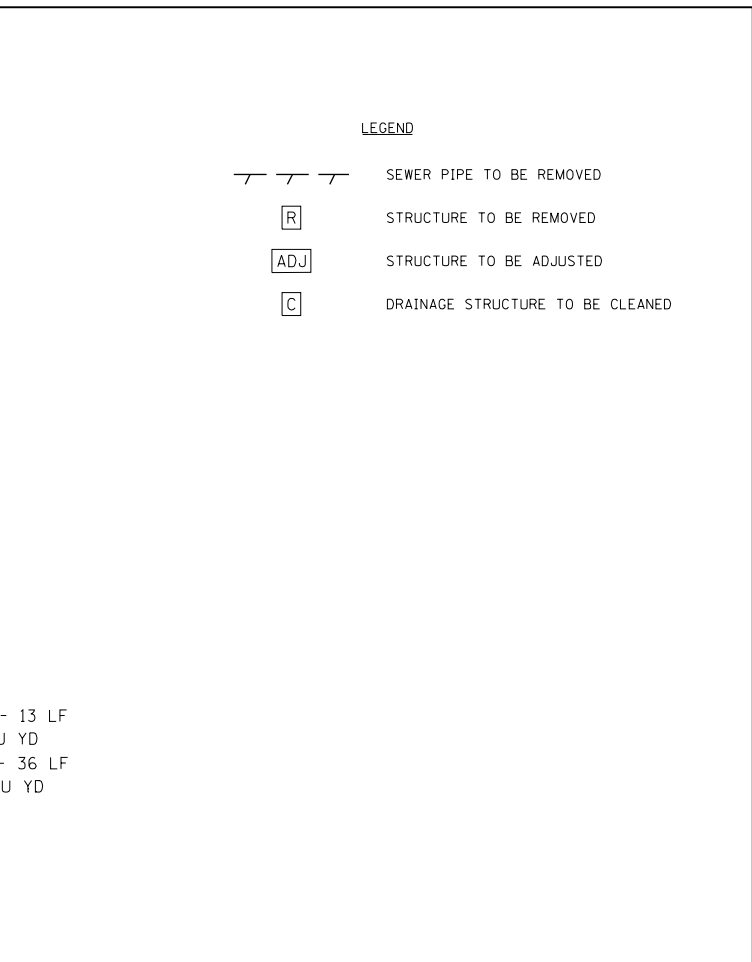 LEGEND
SEWER PIPE TO BE REMOVED
R STRUCTURE TO BE REMOVED
ADJ STRUCTURE TO BE ADJUSTED
C DRAINAGE STRUCTURE TO BE CLEANED
- 13 LF
YD
- 36 LF
U YD